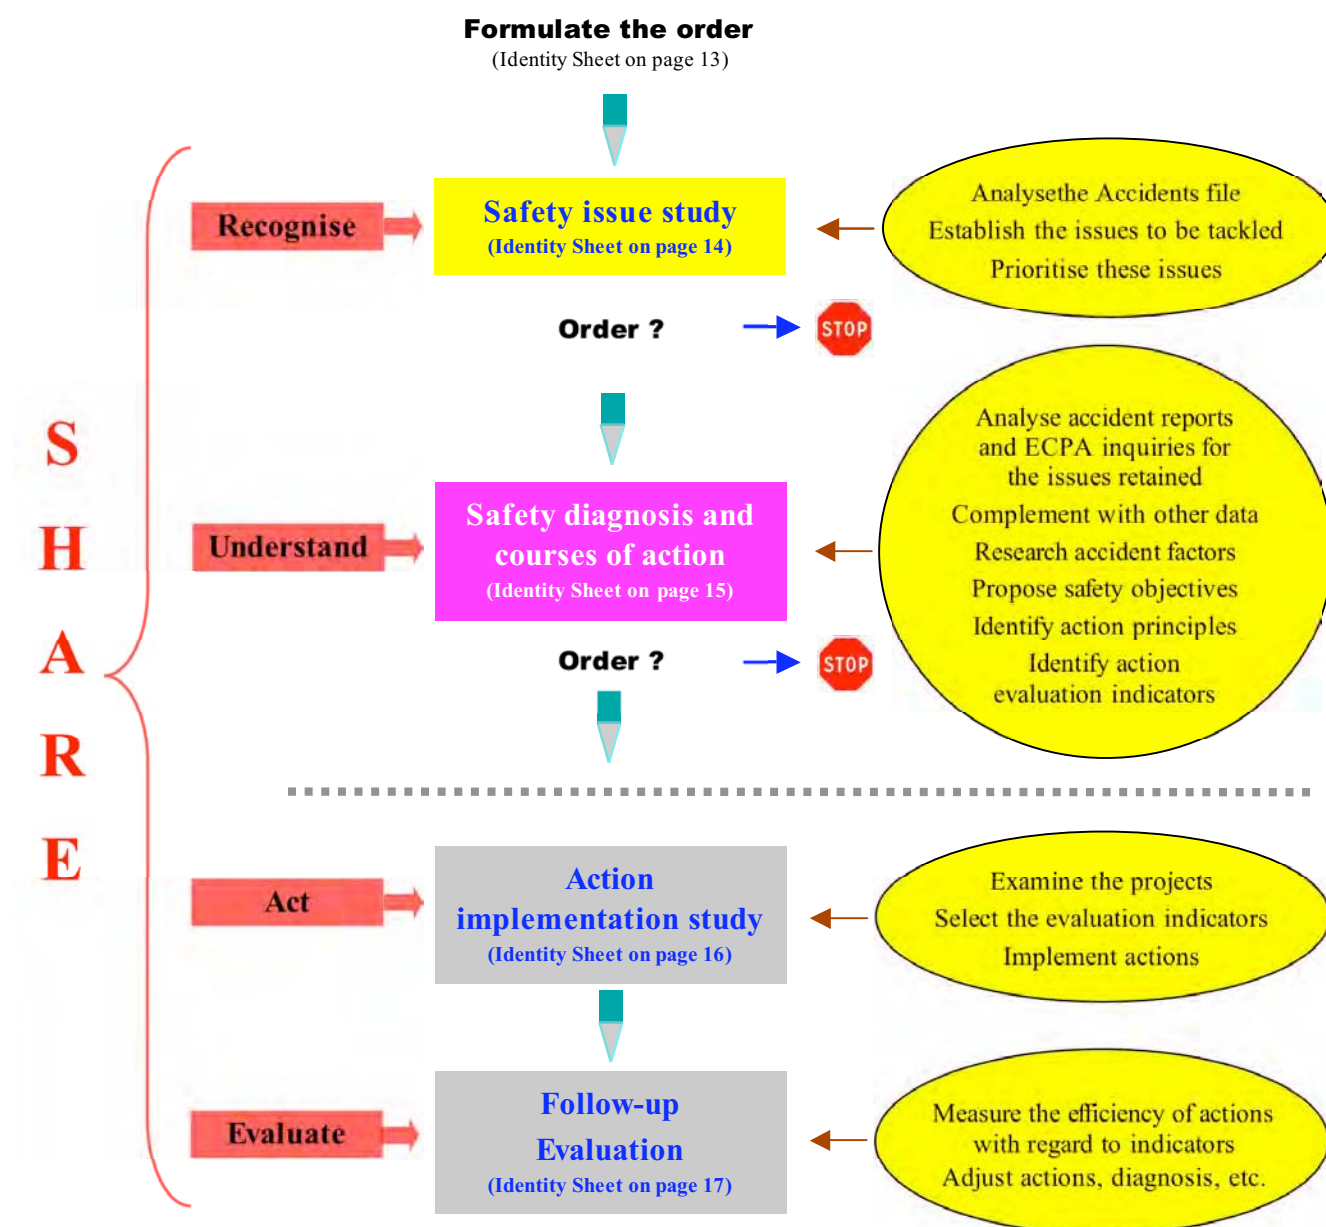 Formulate the order
(Identity Sheet on page 13)
Recognise
Safety issue study
(Identity Sheet on page 14)
Analysethe Accidents file
Establish the issues to be tackled
Prioritise these issues
Order ?
STOP
SHARE
Understand
Safety diagnosis and
courses of action
(Identity Sheet on page 15)
Analyse accident reports
and ECPA inquiries for
the issues retained
Complement with other data
Research accident factors
Propose safety objectives
Identify action principles
Identify action
evaluation indicators
Order ?
STOP
Act
Action
implementation study
(Identity Sheet on page 16)
Examine the projects
Select the evaluation indicators
Implement actions
Evaluate
Follow-up
Evaluation
(Identity Sheet on page 17)
Measure the efficiency of actions
with regard to indicators
Adjust actions, diagnosis, etc.